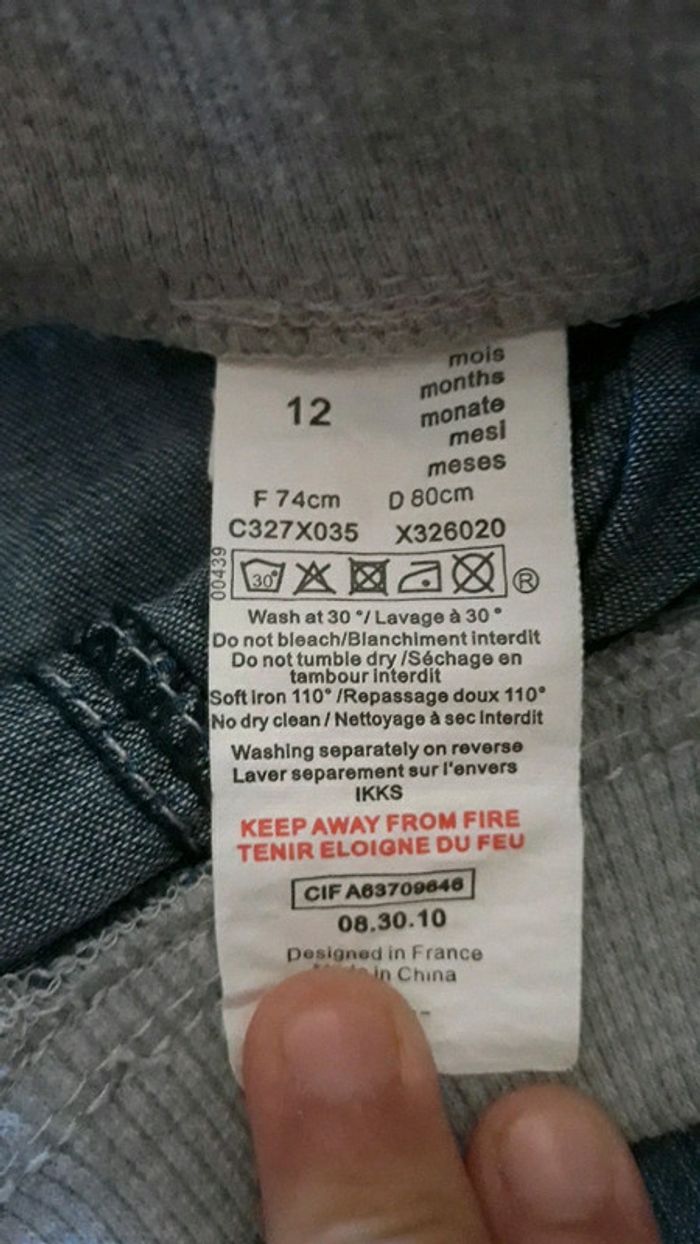 mois
months
12
monate
mesi
meses
F 74cm D 80cm
C327X035 X326020
00439
30° ®
Wash at 30 °/ Lavage à 30 °
Do not bleach/Blanchiment interdit
Do not tumble dry /Séchage en
tambour interdit
Soft iron 110° /Repassage doux 110°
No dry clean / Nettoyage à sec interdit
Washing separately on reverse
Laver separement sur l'envers
IKKS
KEEP AWAY FROM FIRE
TENIR ELOIGNE DU FEU
CIF A63709646
08.30.10
Designed in France
in China